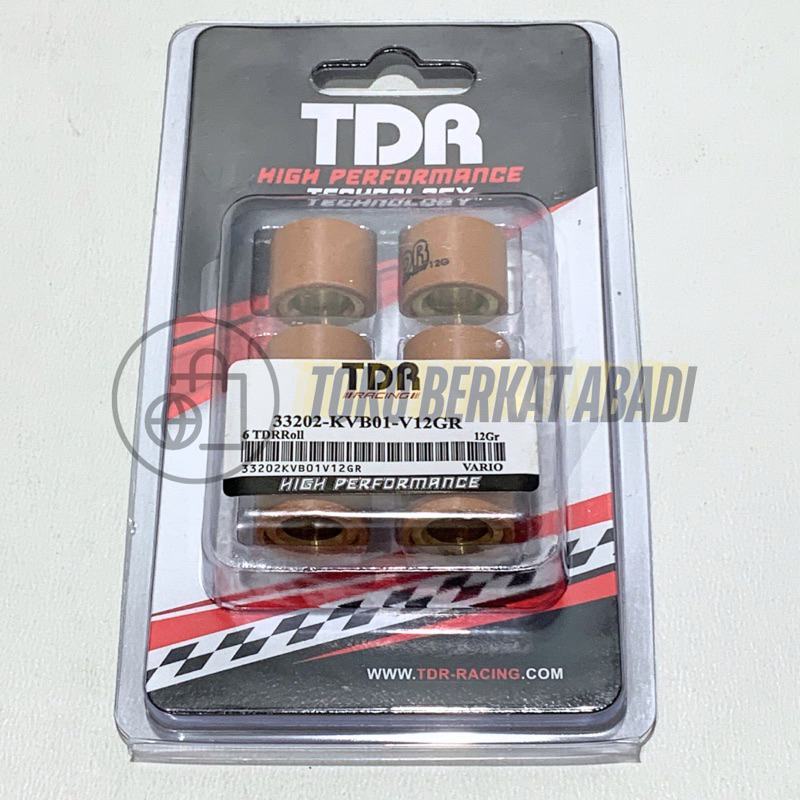 TDR
HIGH PERFORMANCE
TECHNOLOGY
TDR 12G
TDR
RACING
TOKO BERKAT ABADI
33202-KVB01-V12GR
6 TDRRoll 12Gr
33202KVB01V12GR VARIO
HIGH PERFORMANCE
WWW.TDR-RACING.COM